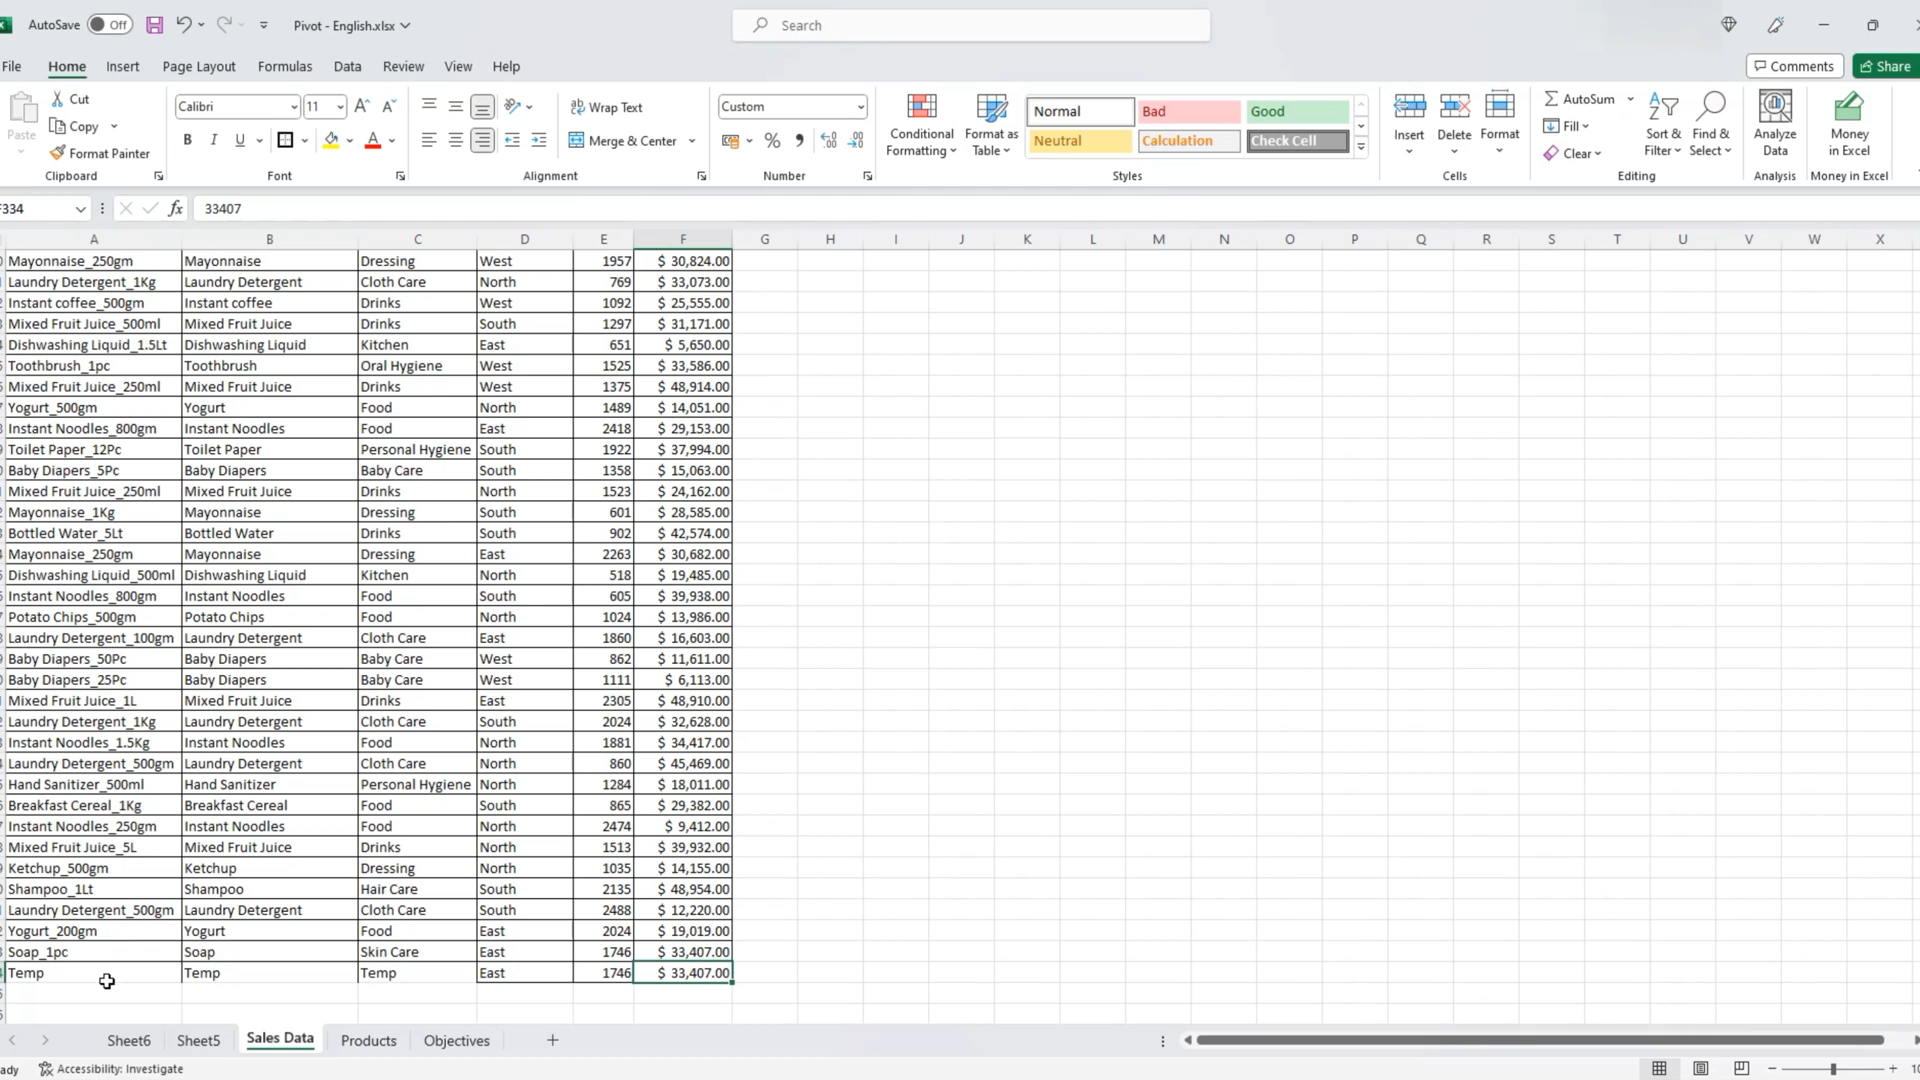 AutoSave Off Pivot - English.xlsx Search
File Home Insert Page Layout Formulas Data Review View Help Comments Share
Paste Cut Copy Format Painter Clipboard
Calibri 11 A A B I U A Font
Wrap Text Merge & Center Alignment
Custom % , Number
Conditional Formatting Format as Table Normal Bad Good Neutral Calculation Check Cell Styles
Insert Delete Format Cells
AutoSum Fill Clear Sort & Filter Find & Select Editing
Analyze Data Analysis
Money in Excel Money in Excel
F334 fx 33407
A B C D E F G H I J K L M N O P Q R S T U V W X
Mayonnaise_250gm Mayonnaise Dressing West 1957 $ 30,824.00
Laundry Detergent_1Kg Laundry Detergent Cloth Care North 769 $ 33,073.00
Instant coffee_500gm Instant coffee Drinks West 1092 $ 25,555.00
Mixed Fruit Juice_500ml Mixed Fruit Juice Drinks South 1297 $ 31,171.00
Dishwashing Liquid_1.5Lt Dishwashing Liquid Kitchen East 651 $ 5,650.00
Toothbrush_1pc Toothbrush Oral Hygiene West 1525 $ 33,586.00
Mixed Fruit Juice_250ml Mixed Fruit Juice Drinks West 1375 $ 48,914.00
Yogurt_500gm Yogurt Food North 1489 $ 14,051.00
Instant Noodles_800gm Instant Noodles Food East 2418 $ 29,153.00
Toilet Paper_12Pc Toilet Paper Personal Hygiene South 1922 $ 37,994.00
Baby Diapers_5Pc Baby Diapers Baby Care South 1358 $ 15,063.00
Mixed Fruit Juice_250ml Mixed Fruit Juice Drinks North 1523 $ 24,162.00
Mayonnaise_1Kg Mayonnaise Dressing South 601 $ 28,585.00
Bottled Water_5Lt Bottled Water Drinks South 902 $ 42,574.00
Mayonnaise_250gm Mayonnaise Dressing East 2263 $ 30,682.00
Dishwashing Liquid_500ml Dishwashing Liquid Kitchen North 518 $ 19,485.00
Instant Noodles_800gm Instant Noodles Food South 605 $ 39,938.00
Potato Chips_500gm Potato Chips Food North 1024 $ 13,986.00
Laundry Detergent_100gm Laundry Detergent Cloth Care East 1860 $ 16,603.00
Baby Diapers_50Pc Baby Diapers Baby Care West 862 $ 11,611.00
Baby Diapers_25Pc Baby Diapers Baby Care West 1111 $ 6,113.00
Mixed Fruit Juice_1L Mixed Fruit Juice Drinks East 2305 $ 48,910.00
Laundry Detergent_1Kg Laundry Detergent Cloth Care South 2024 $ 32,628.00
Instant Noodles_1.5Kg Instant Noodles Food North 1881 $ 34,417.00
Laundry Detergent_500gm Laundry Detergent Cloth Care North 860 $ 45,469.00
Hand Sanitizer_500ml Hand Sanitizer Personal Hygiene North 1284 $ 18,011.00
Breakfast Cereal_1Kg Breakfast Cereal Food South 865 $ 29,382.00
Instant Noodles_250gm Instant Noodles Food North 2474 $ 9,412.00
Mixed Fruit Juice_5L Mixed Fruit Juice Drinks North 1513 $ 39,932.00
Ketchup_500gm Ketchup Dressing North 1035 $ 14,155.00
Shampoo_1Lt Shampoo Hair Care South 2135 $ 48,954.00
Laundry Detergent_500gm Laundry Detergent Cloth Care South 2488 $ 12,220.00
Yogurt_200gm Yogurt Food East 2024 $ 19,019.00
Soap_1pc Soap Skin Care East 1746 $ 33,407.00
Temp Temp Temp East 1746 $ 33,407.00
Sheet6 Sheet5 Sales Data Products Objectives
ady Accessibility: Investigate